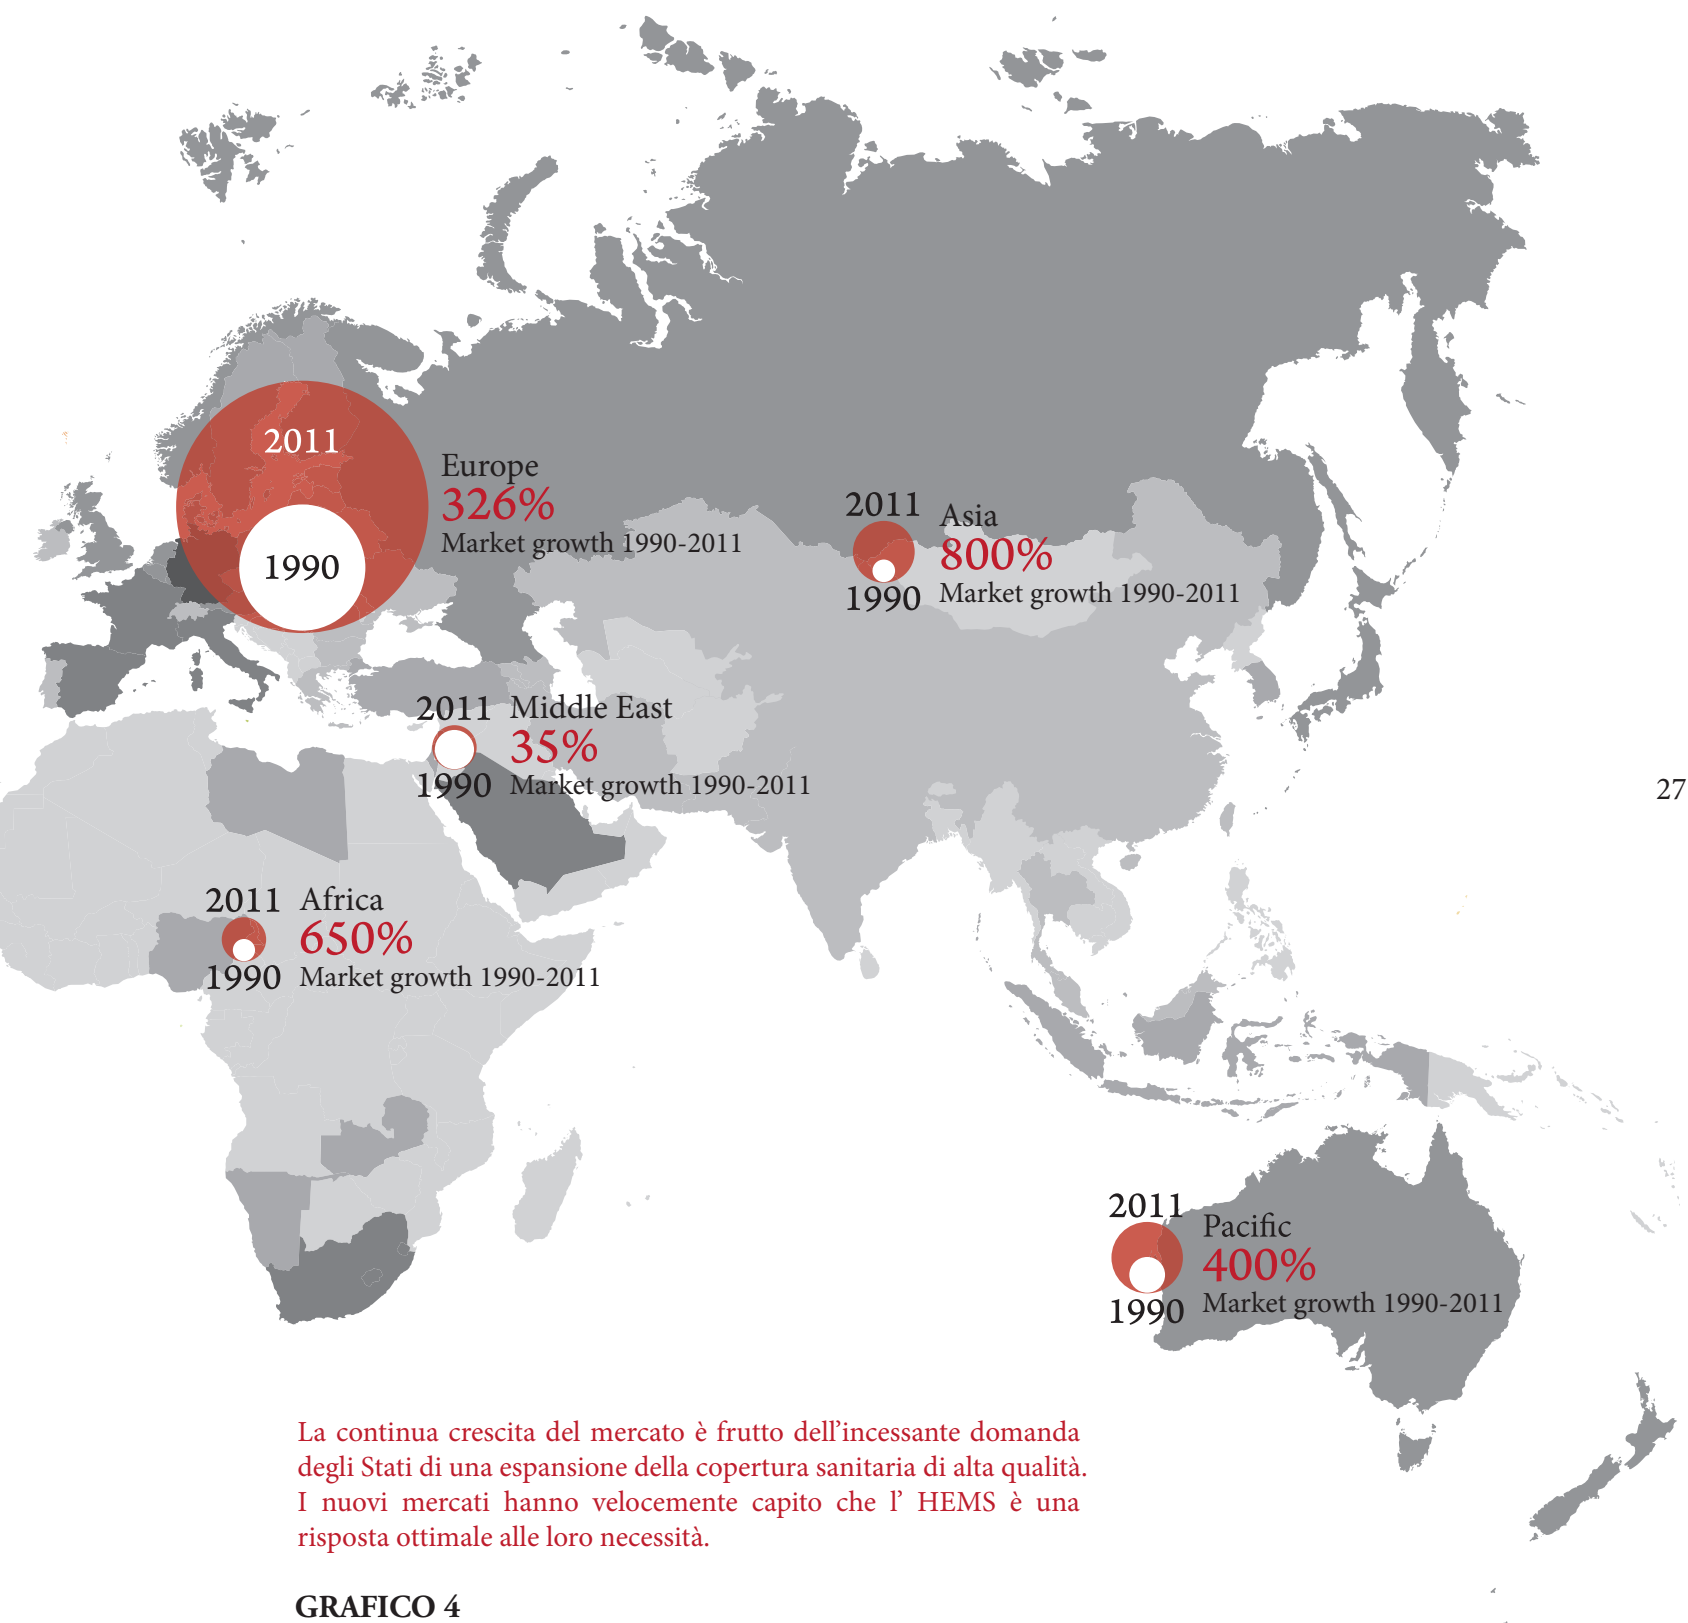 2011
1990
Europe
326%
Market growth 1990-2011
2011
1990
Asia
800%
Market growth 1990-2011
2011
1990
Middle East
35%
Market growth 1990-2011
27
2011
1990
Africa
650%
Market growth 1990-2011
2011
1990
Pacific
400%
Market growth 1990-2011
La continua crescita del mercato è frutto dell'incessante domanda
degli Stati di una espansione della copertura sanitaria di alta qualità.
I nuovi mercati hanno velocemente capito che l' HEMS è una
risposta ottimale alle loro necessità.
GRAFICO 4